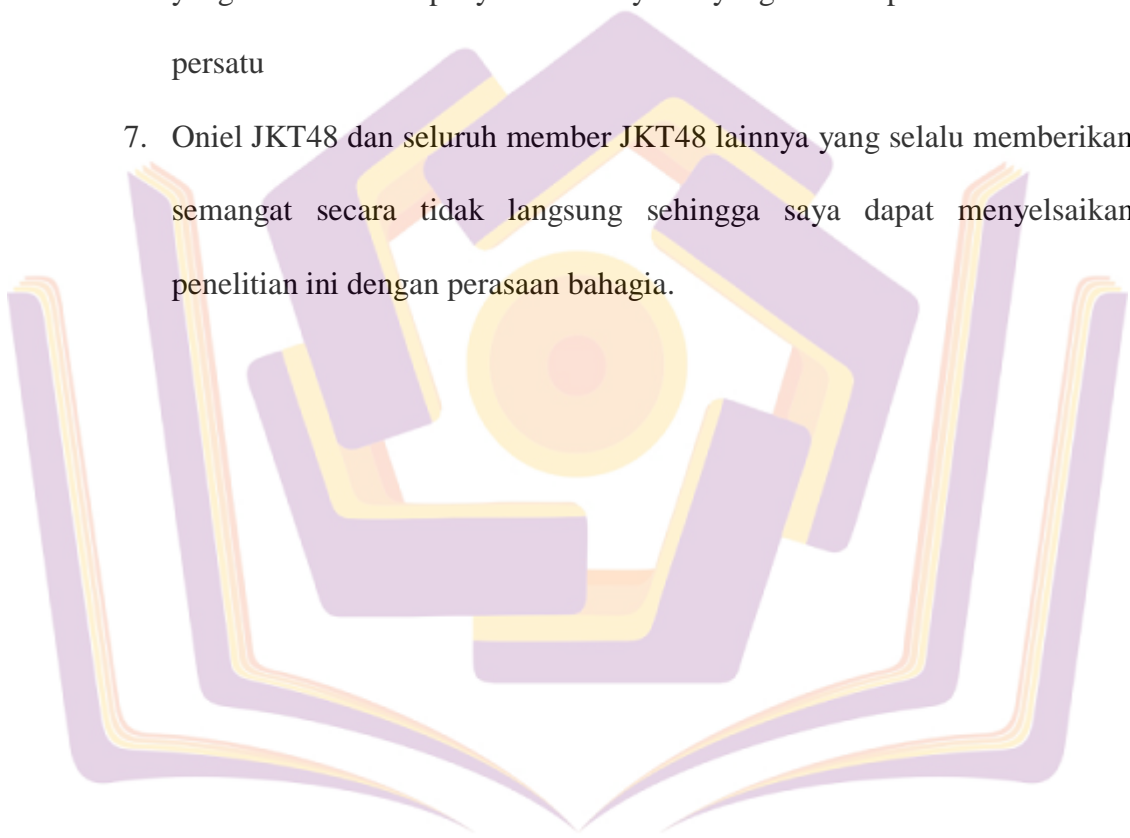 persatu
7. Oniel JKT48 dan seluruh member JKT48 lainnya yang selalu memberikan
semangat secara tidak langsung sehingga saya dapat menyelsaikan
penelitian ini dengan perasaan bahagia.